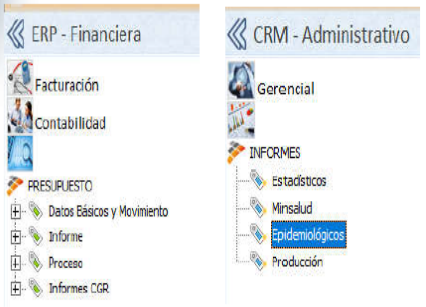 ERP - Financiera
Facturación
Contabilidad
PRESUPUESTO
Datos Básicos y Movimiento
Informe
Proceso
Informes CGR
CRM - Administrativo
Gerencial
INFORMES
Estadísticos
Minsalud
Epidemiológicos
Producción